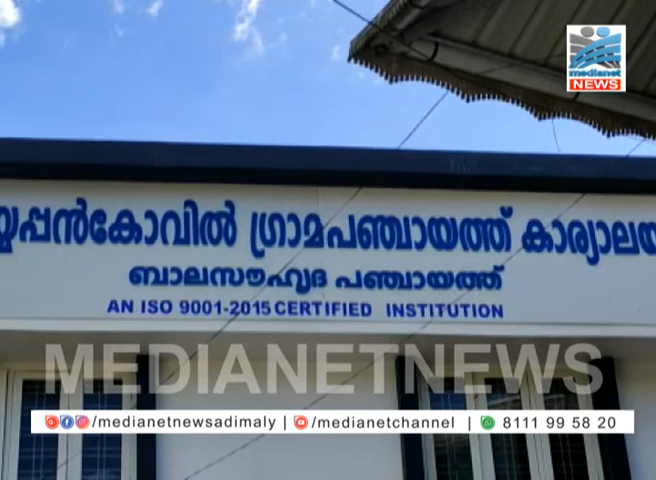 medianet
NEWS
യ്യപ്പൻകോവിൽ ഗ്രാമപഞ്ചായത്ത് കാര്യാലയ
ബാലസൗഹൃദ പഞ്ചായത്ത്
AN ISO 9001-2015 CERTIFIED INSTITUTION
MEDIANETNEWS
/medianetnewsadimaly | /medianetchannel | 8111 99 58 20